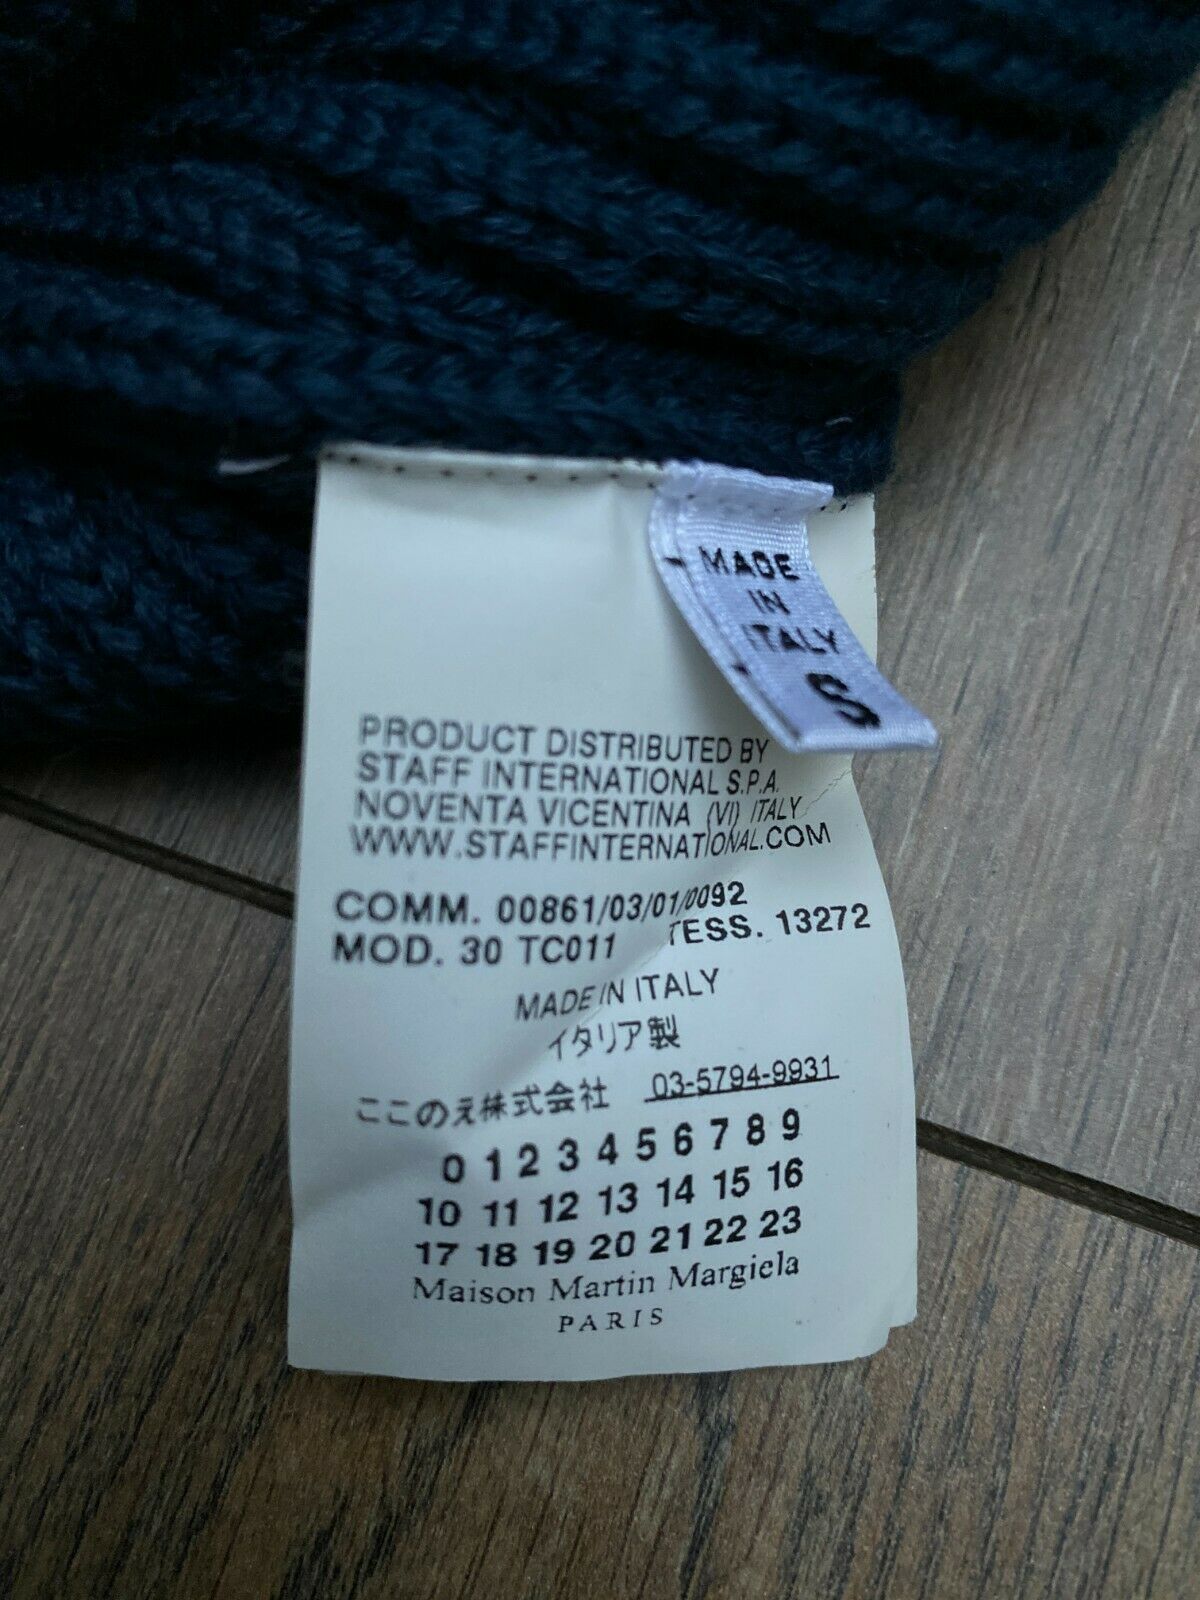 MADE
IN
ITALY
S
PRODUCT DISTRIBUTED BY
STAFF INTERNATIONAL S.P.A.
NOVENTA VICENTINA (VI) ITALY
WWW.STAFFINTERNATIONAL.COM
COMM. 00861/03/01/0092
MOD. 30 TC011 TESS. 13272
MADE IN ITALY
イタリア製
ここのえ株式会社 03-5794-9931
0 1 2 3 4 5 6 7 8 9
10 11 12 13 14 15 16
17 18 19 20 21 22 23
Maison Martin Margiela
PARIS